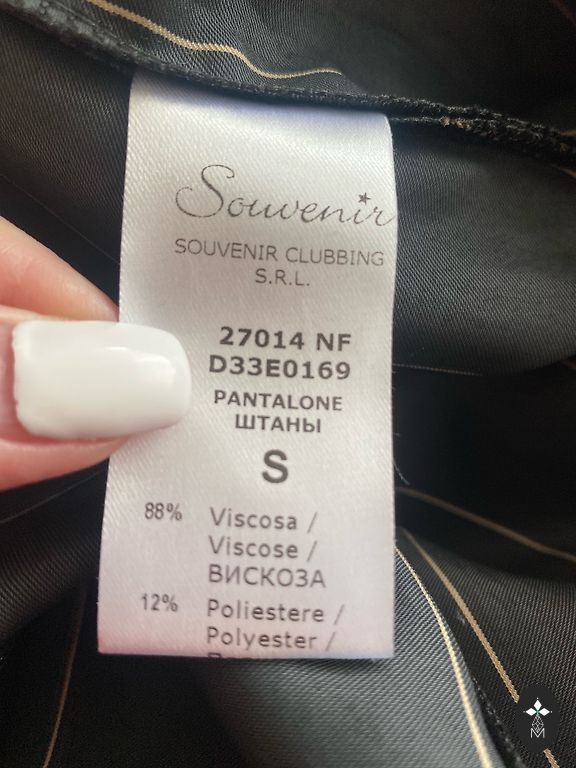 Souvenir
SOUVENIR CLUBBING
S.R.L.
27014 NF
D33E0169
PANTALONE
ШТАНЫ
S
88% Viscosa /
Viscose /
ВИСКОЗА
12% Poliestere /
Polyester /
M